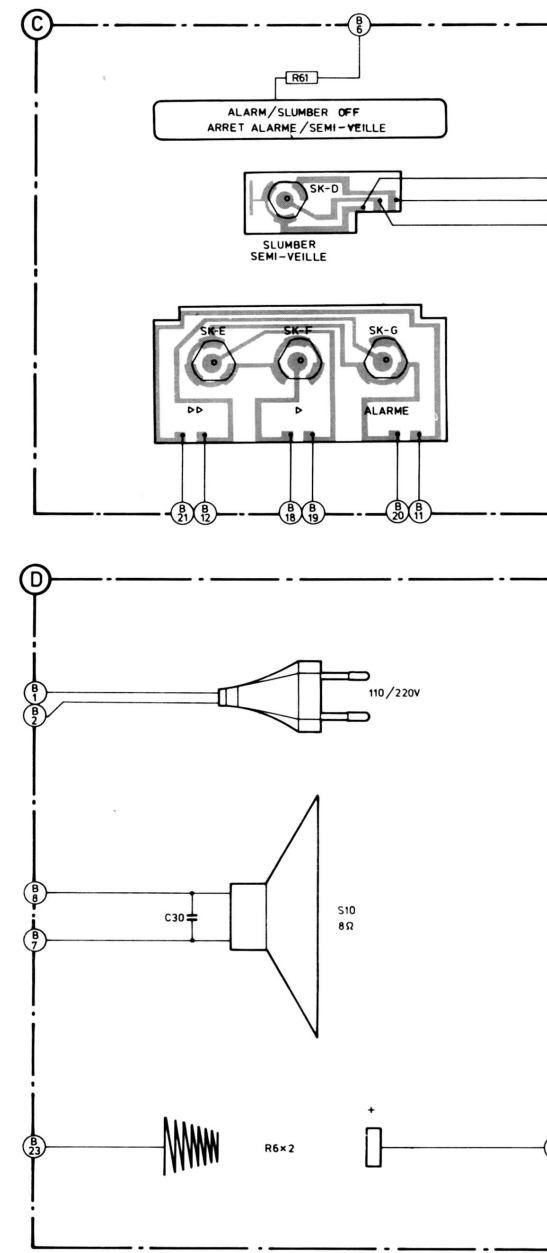 C
B
6
R61
ALARM/SLUMBER OFF
ARRET ALARME/SEMI-VEILLE
SK-D
SLUMBER
SEMI-VEILLE
SK-E SK-F SK-G
ALARME
B B B B B B
21 12 18 19 20 11
D
B
1
B
2
110/220V
B
8
C30
S10
8Ω
B
7
+
B
23
R6×2